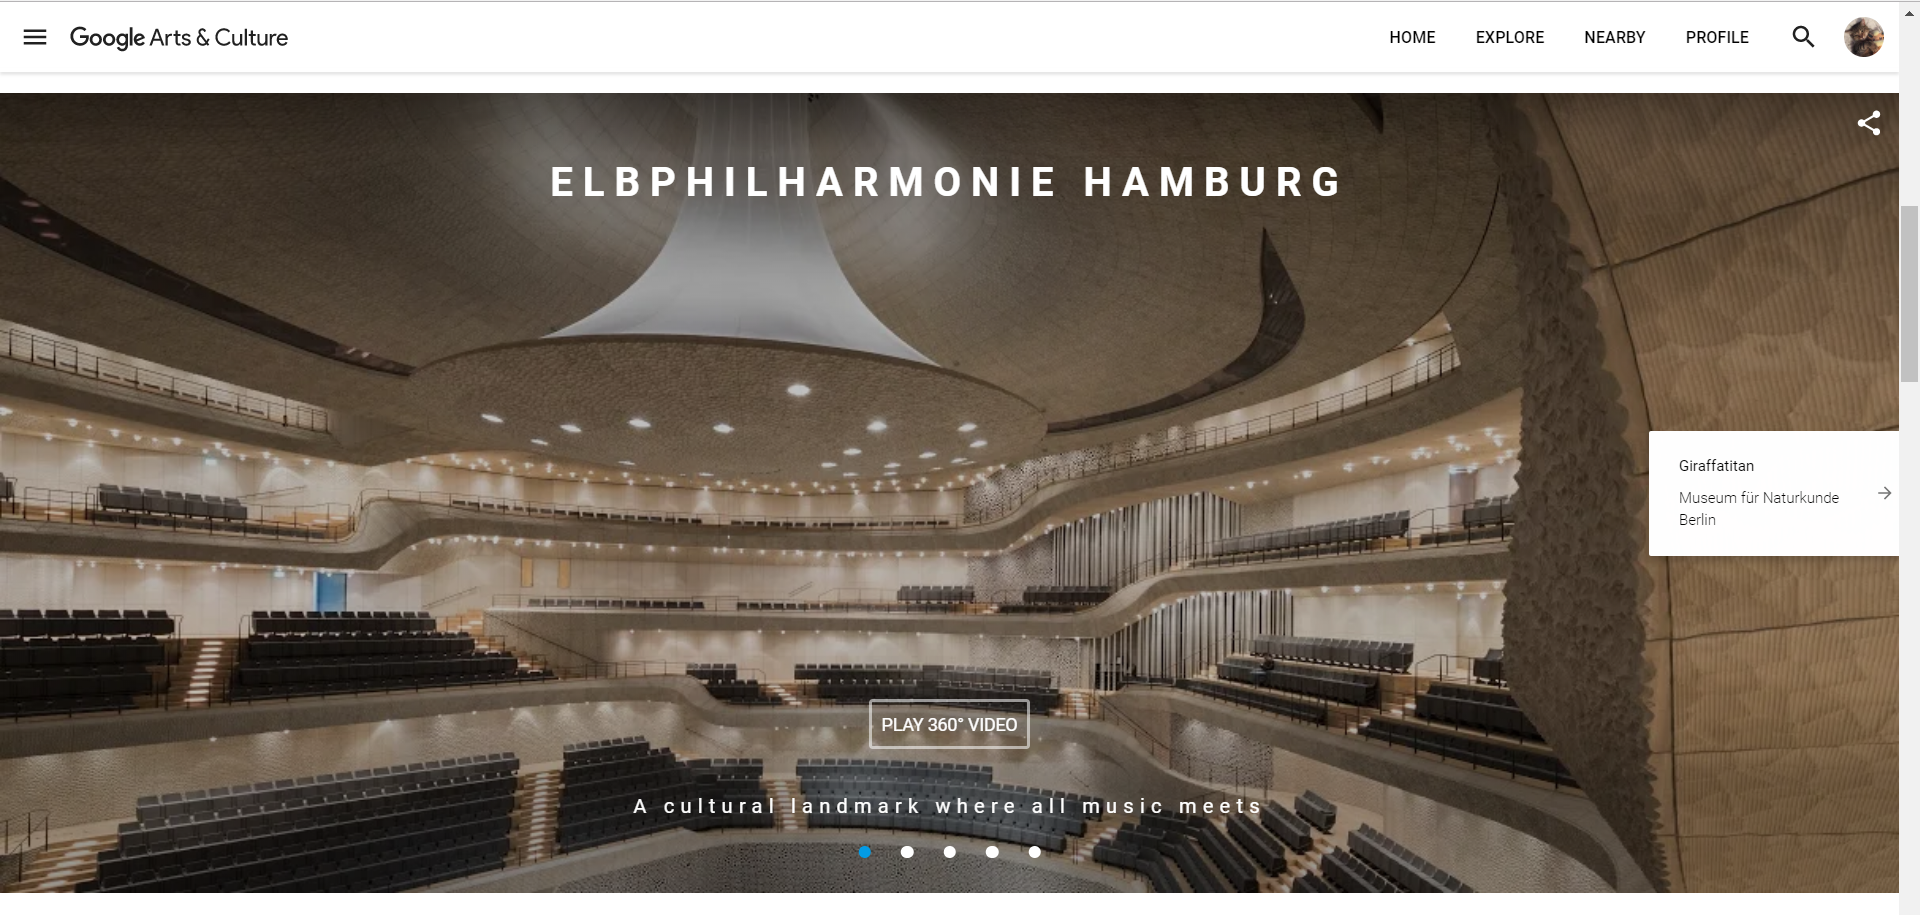 Google Arts & Culture
HOME
EXPLORE
NEARBY
PROFILE
ELBPHILHARMONIE HAMBURG
Giraffatitan
Museum für Naturkunde
Berlin
PLAY 360° VIDEO
A cultural landmark where all music meets